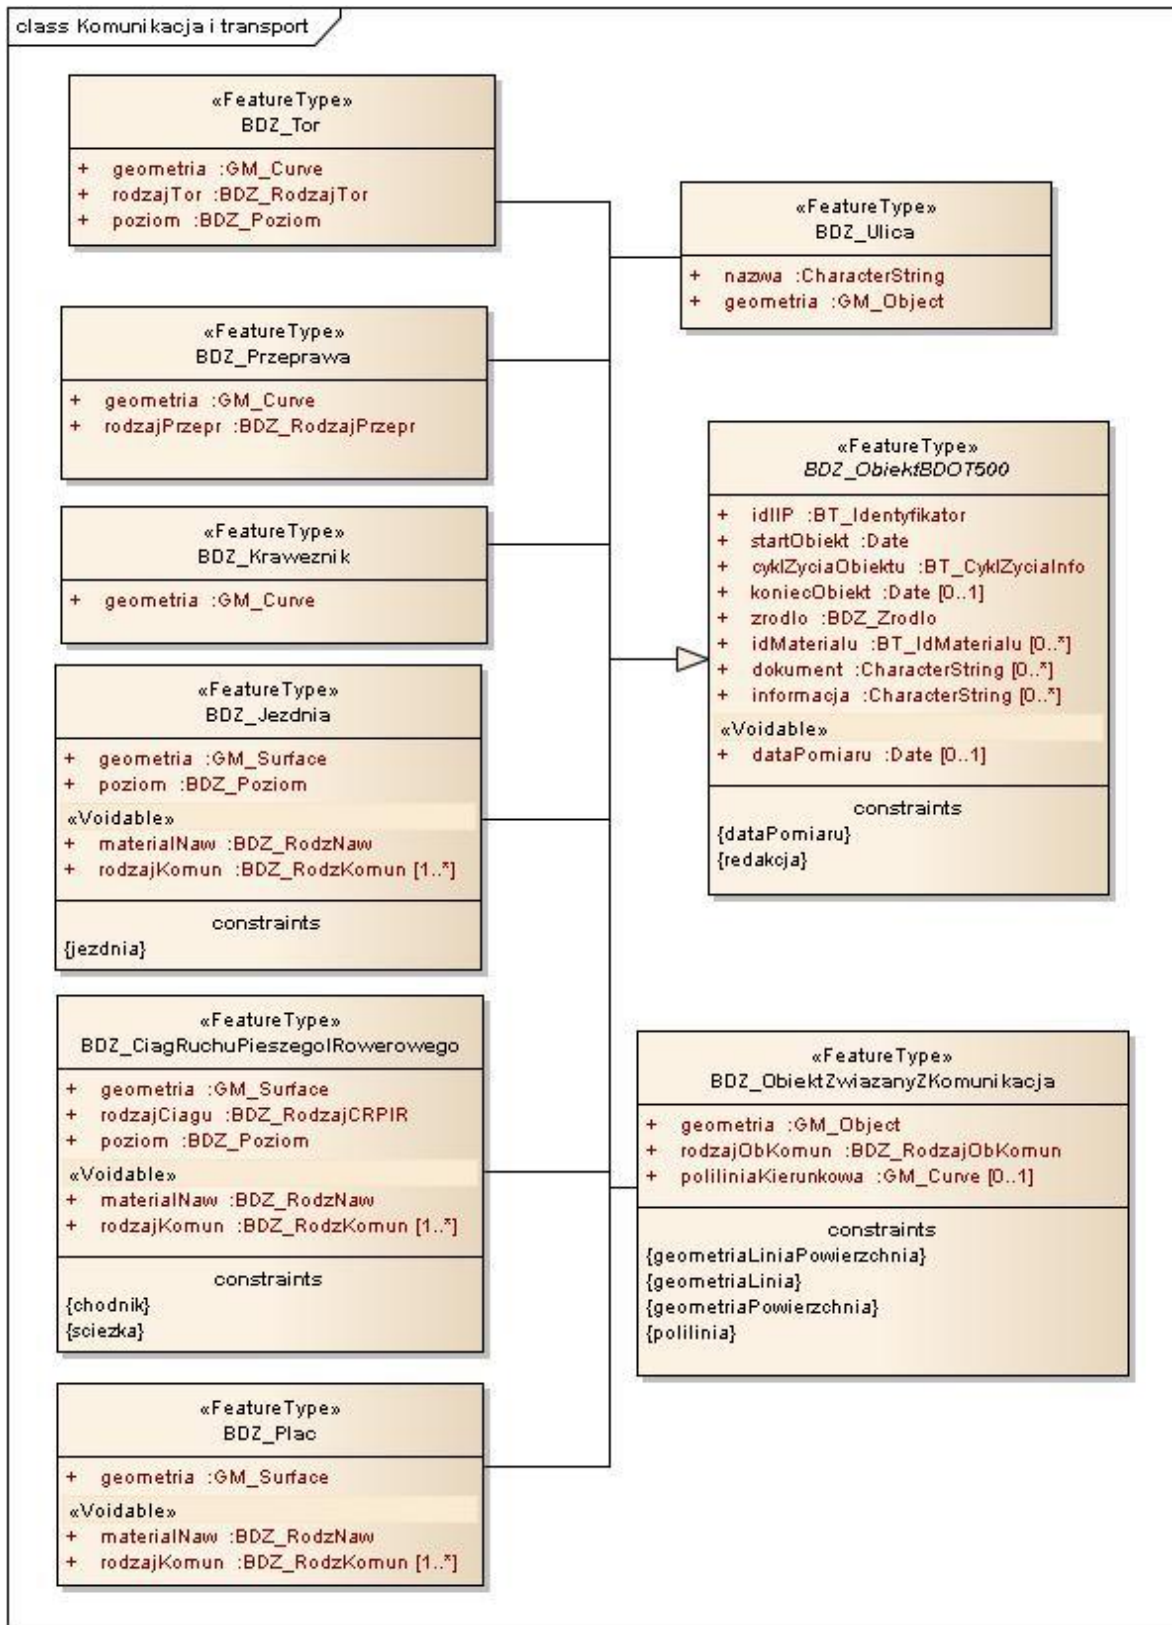 class Komunikacja i transport
«FeatureType»
BDZ_Tor
+ geometria :GM_Curve
+ rodzajTor :BDZ_RodzajTor
+ poziom :BDZ_Poziom
«FeatureType»
BDZ_Ulica
+ nazwa :CharacterString
+ geometria :GM_Object
«FeatureType»
BDZ_Przeprawa
+ geometria :GM_Curve
+ rodzajPrzepr :BDZ_RodzajPrzepr
«FeatureType»
BDZ_ObiektBDOT500
+ idIIP :BT_Identyfikator
+ startObiekt :Date
+ cyklZyciaObiektu :BT_CyklZyciaInfo
+ koniecObiekt :Date [0..1]
+ zrodlo :BDZ_Zrodlo
+ idMaterialu :BT_IdMaterialu [0..*]
+ dokument :CharacterString [0..*]
+ informacja :CharacterString [0..*]
«Voidable»
+ dataPomiaru :Date [0..1]
constraints
{dataPomiaru}
{redakcja}
«FeatureType»
BDZ_Kraweznik
+ geometria :GM_Curve
«FeatureType»
BDZ_Jezdnia
+ geometria :GM_Surface
+ poziom :BDZ_Poziom
«Voidable»
+ materialNaw :BDZ_RodzNaw
+ rodzajKomun :BDZ_RodzKomun [1..*]
constraints
{jezdnia}
«FeatureType»
BDZ_CiagRuchuPieszegoIRowerowego
+ geometria :GM_Surface
+ rodzajCiagu :BDZ_RodzajCRPIR
+ poziom :BDZ_Poziom
«Voidable»
+ materialNaw :BDZ_RodzNaw
+ rodzajKomun :BDZ_RodzKomun [1..*]
constraints
{chodnik}
{sciezka}
«FeatureType»
BDZ_ObiektZwiazanyZKomunikacja
+ geometria :GM_Object
+ rodzajObKomun :BDZ_RodzajObKomun
+ poliliniaKierunkowa :GM_Curve [0..1]
constraints
{geometriaLiniaPowierzchnia}
{geometriaLinia}
{geometriaPowierzchnia}
{polilinia}
«FeatureType»
BDZ_Plac
+ geometria :GM_Surface
«Voidable»
+ materialNaw :BDZ_RodzNaw
+ rodzajKomun :BDZ_RodzKomun [1..*]